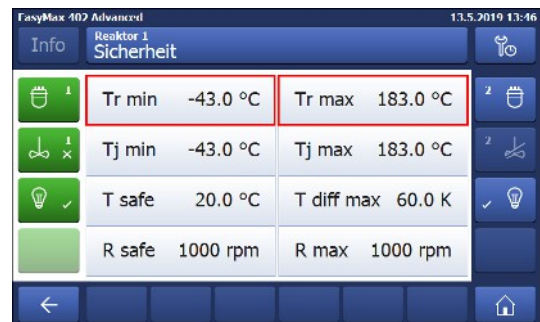 EasyMax 402 Advanced 13.5.2019 13:46
Info
Reaktor 1
Sicherheit
1 Tr min -43.0 °C Tr max 183.0 °C 2
1 Tj min -43.0 °C Tj max 183.0 °C 2
T safe 20.0 °C T diff max 60.0 K
R safe 1000 rpm R max 1000 rpm